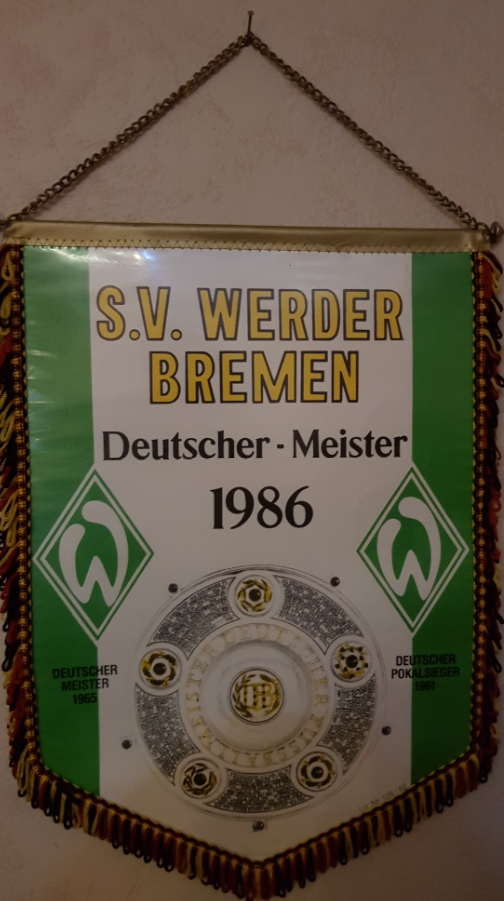 S.V. WERDER
BREMEN
Deutscher - Meister
1986
DEUTSCHER
MEISTER
1965
DEUTSCHER
POKALSIEGER
1961